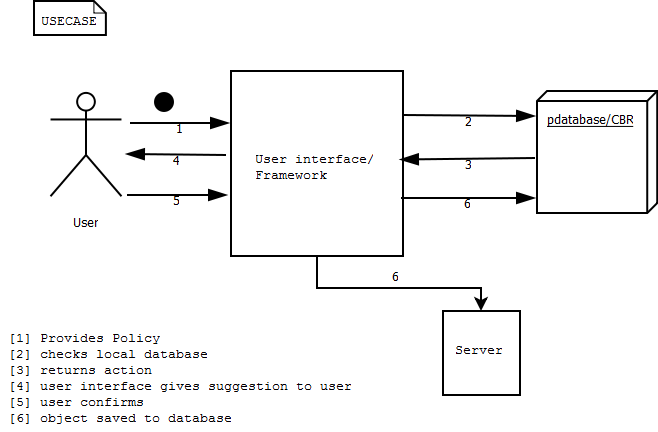 USECASE
1
2
pdatabase/CBR
4
User interface/
Framework
3
5
6
User
6
Server
[1] Provides Policy
[2] checks local database
[3] returns action
[4] user interface gives suggestion to user
[5] user confirms
[6] object saved to database